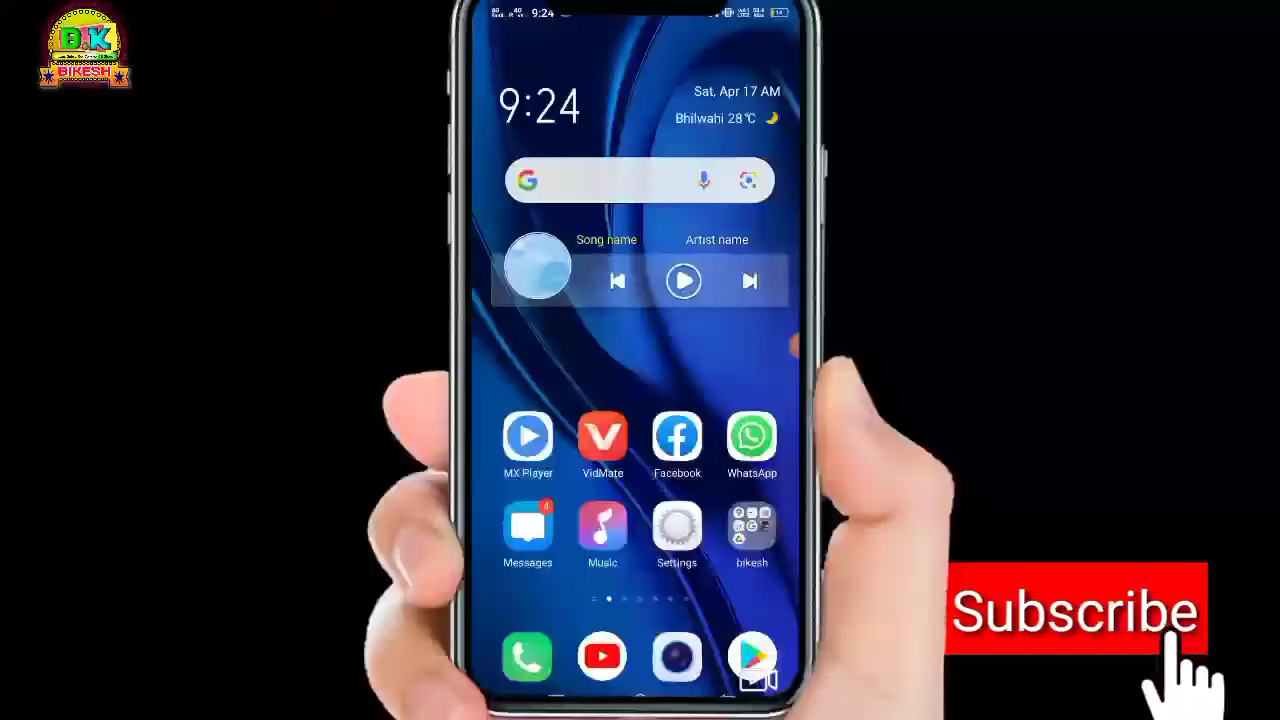 B.K
BIKESH
9:24
9:24
Sat, Apr 17 AM
Bhilwahi 28°C
Song name
Artist name
MX Player
VidMate
Facebook
WhatsApp
Messages
Music
Settings
bikesh
Subscribe